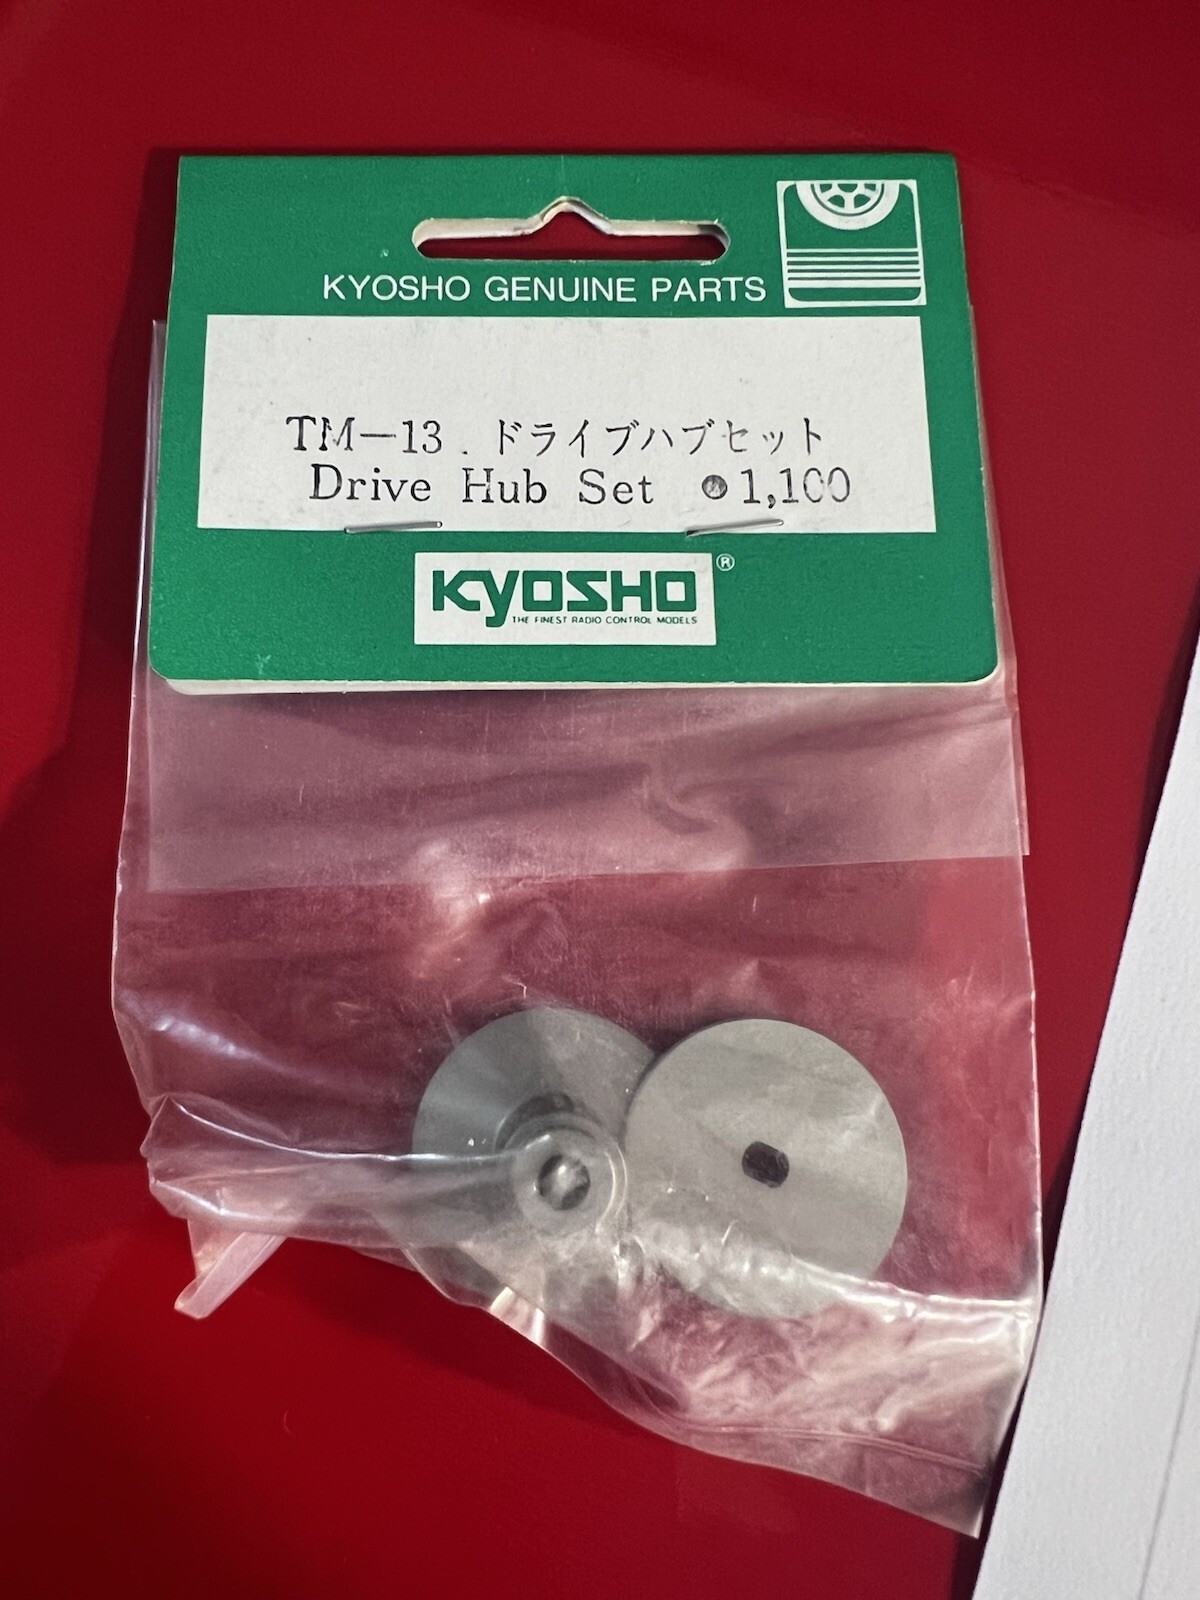 KYOSHO GENUINE PARTS
TM—13. ドライブハブセット
Drive Hub Set ●1,100
KYOSHO®
THE FINEST RADIO CONTROL MODELS